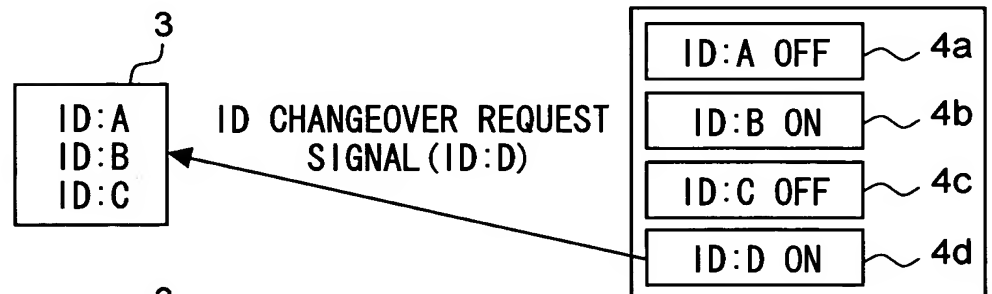 3
ID:A
ID:B
ID:C
ID CHANGEOVER REQUEST
SIGNAL(ID:D)
ID:A OFF
4a
ID:B ON
4b
ID:C OFF
4c
ID:D ON
4d